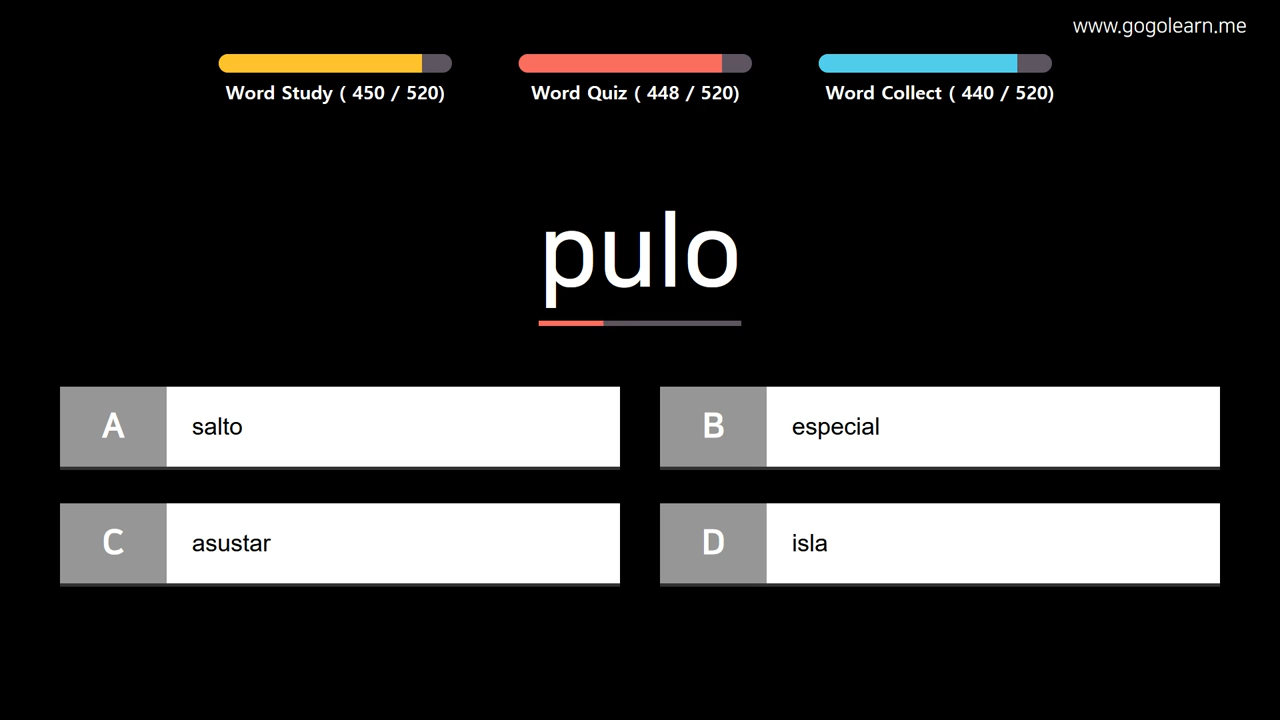 www.gogolearn.me
Word Study ( 450 / 520)
Word Quiz ( 448 / 520)
Word Collect ( 440 / 520)
pulo
A salto
B especial
C asustar
D isla